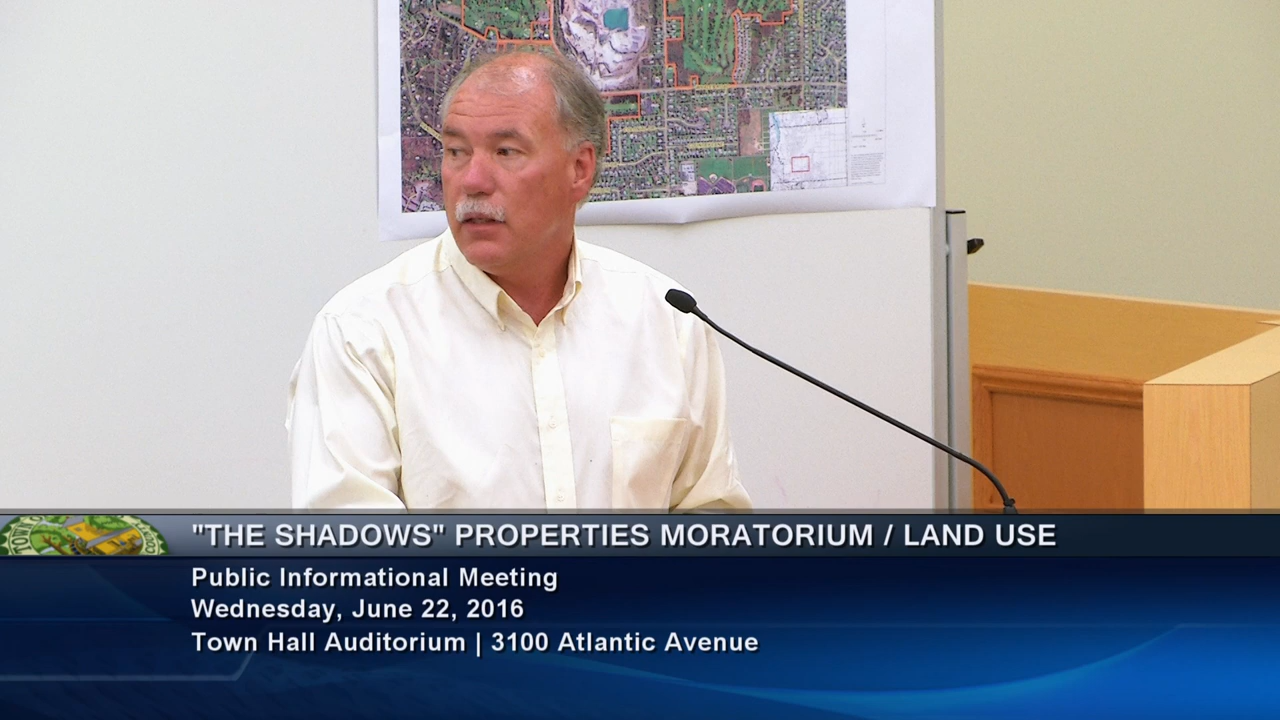 "THE SHADOWS" PROPERTIES MORATORIUM / LAND USE
Public Informational Meeting
Wednesday, June 22, 2016
Town Hall Auditorium | 3100 Atlantic Avenue